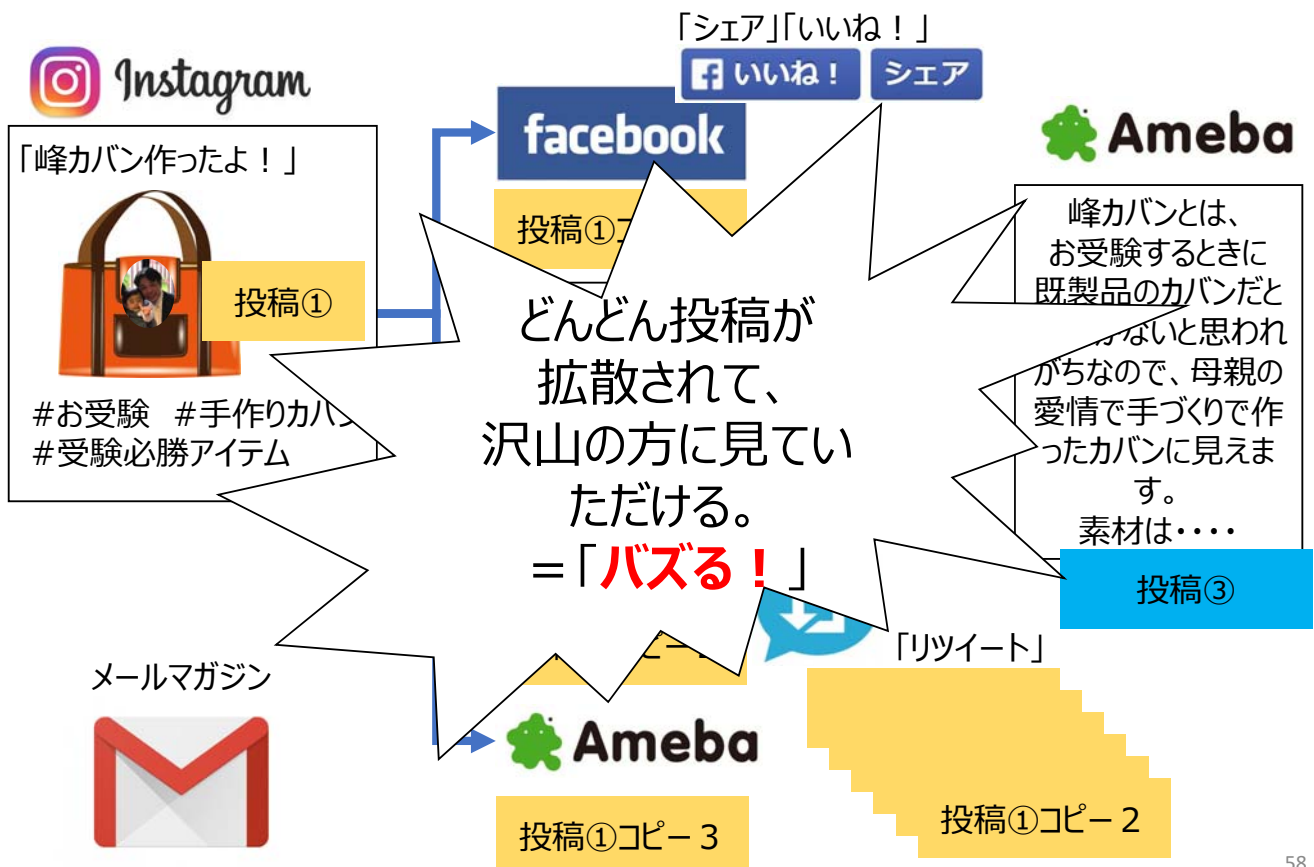 「シェア」「いいね！」
いいね！ シェア
Instagram
facebook
Ameba
「峰カバン作ったよ！」
投稿①
#お受験 #手作りカバン
#受験必勝アイテム
投稿①コ
峰カバンとは、
お受験するときに
既製品のカバンだと
がないと思われ
がちなので、母親の
愛情で手づくりで作
ったカバンに見えま
す。
素材は・・・・
投稿③
どんどん投稿が
拡散されて、
沢山の方に見てい
ただける。
=「バズる！」
「リツイート」
メールマガジン
Ameba
投稿①コピー３
投稿①コピー２
58